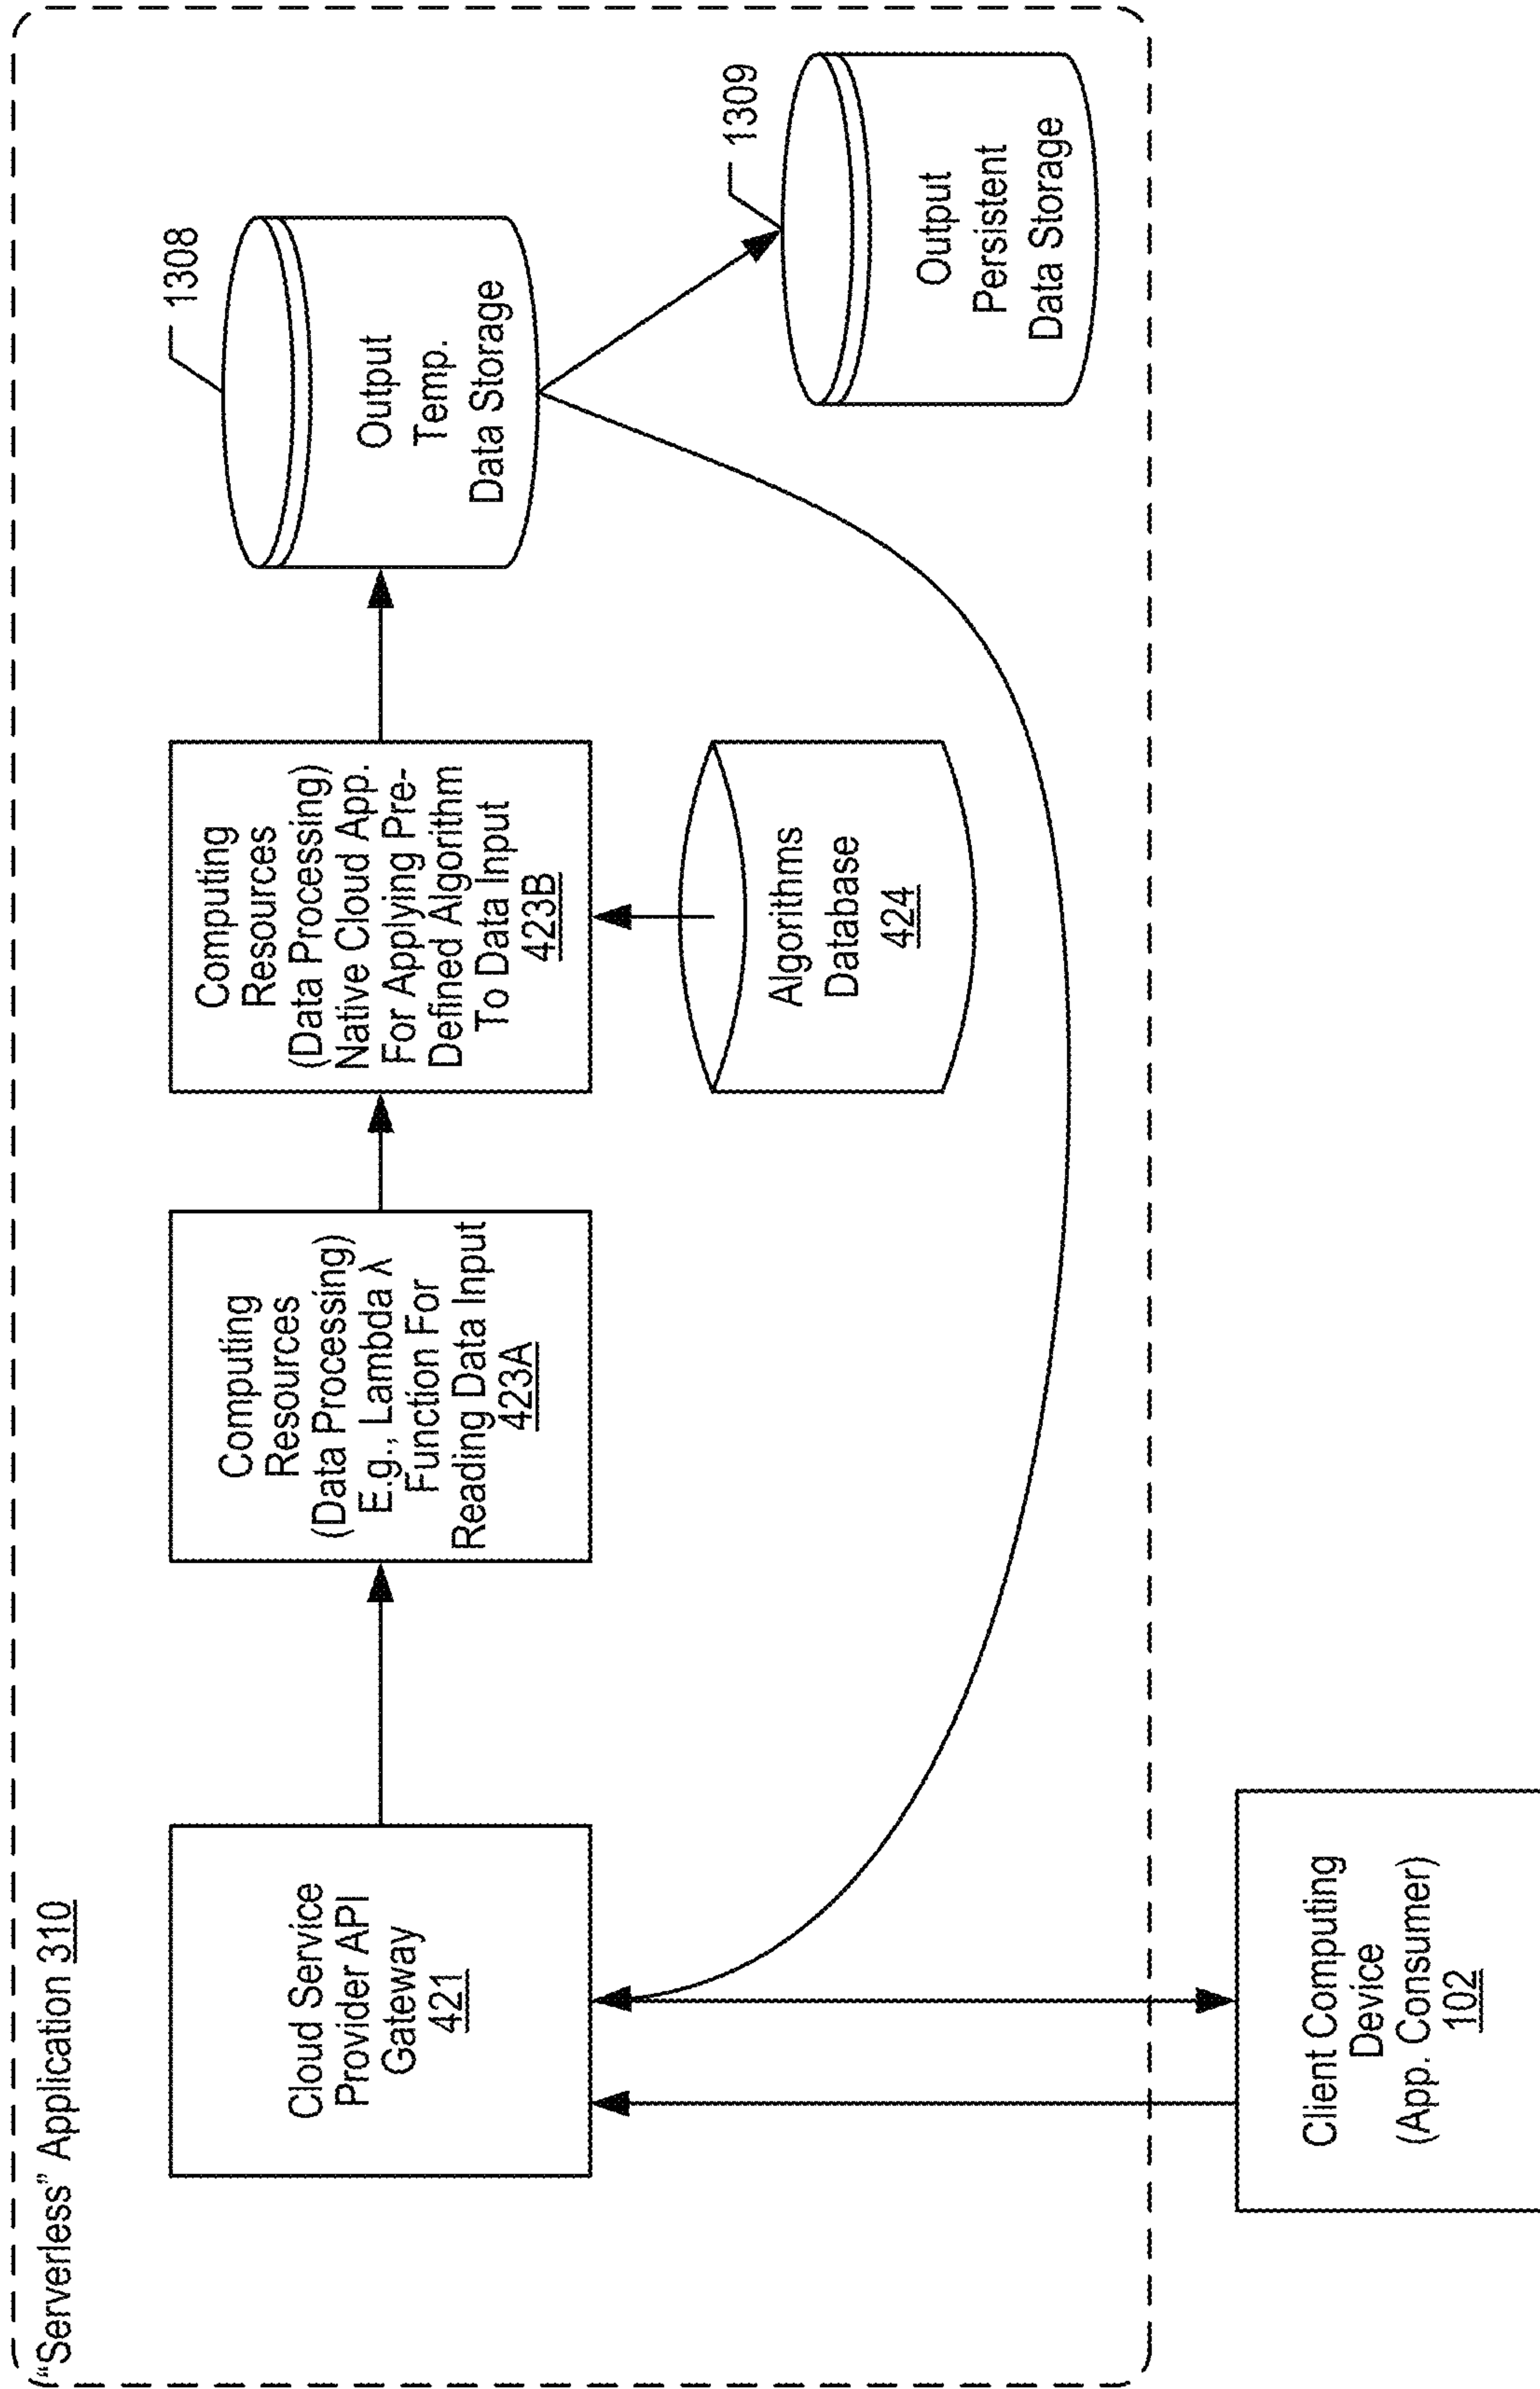 “Serverless” Application 310
Cloud Service
Provider API
Gateway
421
Computing
Resources
(Data Processing)
E.g., Lambda λ
Function For
Reading Data Input
423A
Computing
Resources
(Data Processing)
Native Cloud App.
For Applying Pre-
Defined Algorithm
To Data Input
423B
1308
Output
Temp.
Data Storage
Algorithms
Database
424
1309
Output
Persistent
Data Storage
Client Computing
Device
(App. Consumer)
102